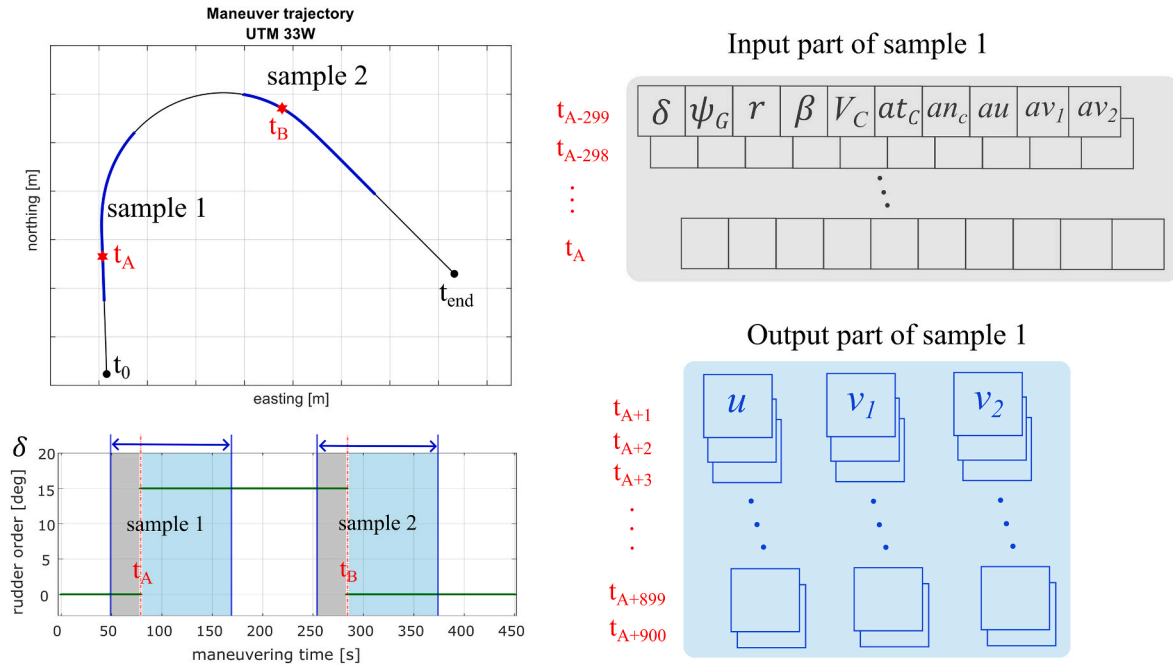 Maneuver trajectory
UTM 33W
northing [m]
sample 2
t_B
sample 1
t_A
t_end
t_0
easting [m]
δ
rudder order [deg]
20
15
10
5
0
sample 1
sample 2
t_A
t_B
0 50 100 150 200 250 300 350 400 450
maneuvering time [s]
Input part of sample 1
t_A-299 δ ψ_G r β V_C at_C an_c au av_1 av_2
t_A-298
⋮
t_A
Output part of sample 1
u v_1 v_2
t_A+1
t_A+2
t_A+3
⋮
t_A+899
t_A+900